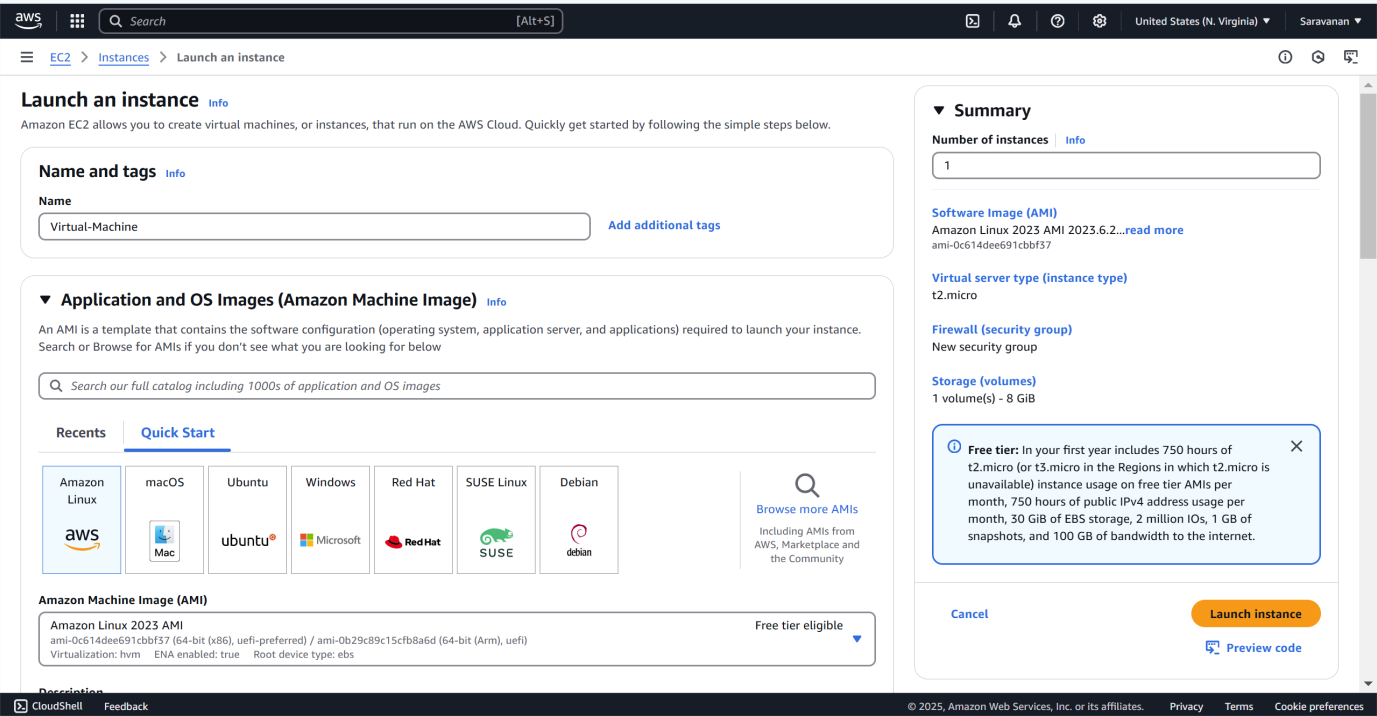 aws
Search [Alt+S]
United States (N. Virginia) ▼
Saravanan ▼
EC2 > Instances > Launch an instance
Launch an instance Info
Amazon EC2 allows you to create virtual machines, or instances, that run on the AWS Cloud. Quickly get started by following the simple steps below.
Name and tags Info
Name
Virtual-Machine
Add additional tags
▼ Application and OS Images (Amazon Machine Image) Info
An AMI is a template that contains the software configuration (operating system, application server, and applications) required to launch your instance.
Search or Browse for AMIs if you don't see what you are looking for below
Search our full catalog including 1000s of application and OS images
Recents
Quick Start
Amazon
Linux
aws
macOS
Mac
Ubuntu
ubuntu
Windows
Microsoft
Red Hat
Red Hat
SUSE Linux
SUSE
Debian
debian
Browse more AMIs
Including AMIs from
AWS, Marketplace and
the Community
Amazon Machine Image (AMI)
Amazon Linux 2023 AMI
Free tier eligible
ami-0c614dee691cbbf37 (64-bit (x86), uefi-preferred) / ami-0b29c89c15cfb8a6d (64-bit (Arm), uefi)
Virtualization: hvm ENA enabled: true Root device type: ebs
Description
▼ Summary
Number of instances Info
1
Software Image (AMI)
Amazon Linux 2023 AMI 2023.6.2...read more
ami-0c614dee691cbbf37
Virtual server type (instance type)
t2.micro
Firewall (security group)
New security group
Storage (volumes)
1 volume(s) - 8 GiB
Free tier: In your first year includes 750 hours of
t2.micro (or t3.micro in the Regions in which t2.micro is
unavailable) instance usage on free tier AMIs per
month, 750 hours of public IPv4 address usage per
month, 30 GiB of EBS storage, 2 million IOs, 1 GB of
snapshots, and 100 GB of bandwidth to the internet.
Cancel
Launch instance
Preview code
CloudShell
Feedback
© 2025, Amazon Web Services, Inc. or its affiliates.
Privacy
Terms
Cookie preferences